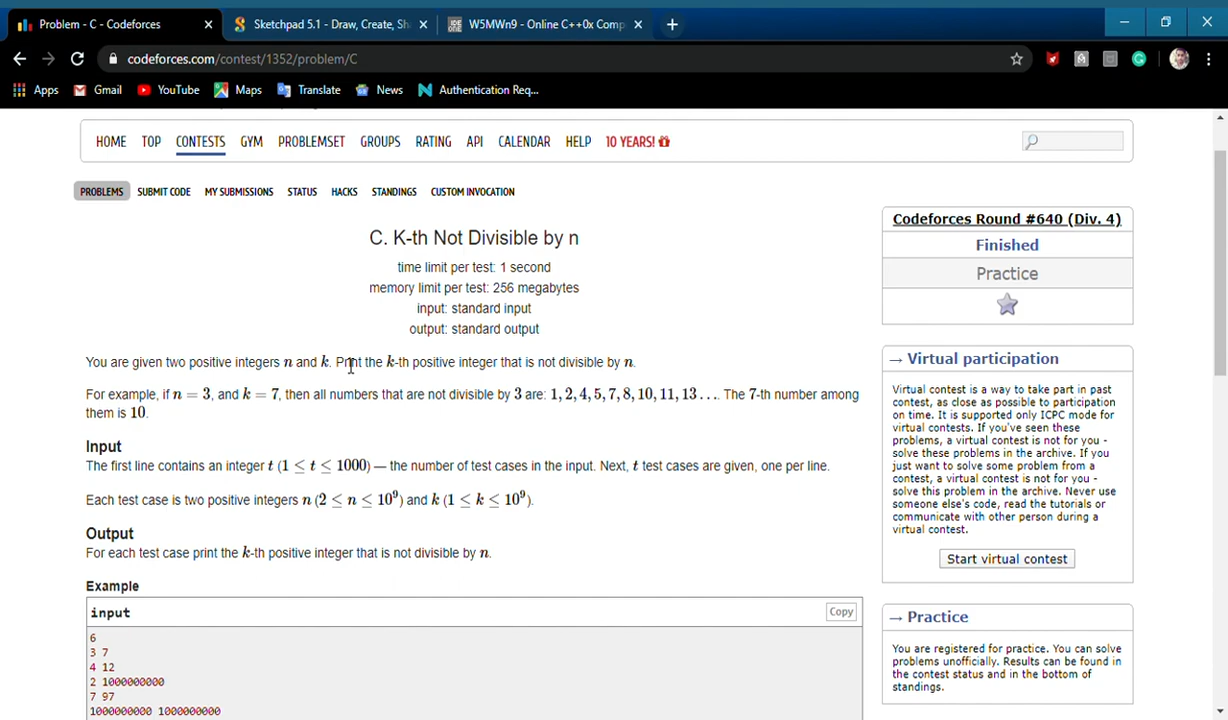 Problem - C - Codeforces
Sketchpad 5.1 - Draw, Create, Sh
W5MWn9 - Online C++0x Comp
codeforces.com/contest/1352/problem/C
Apps Gmail YouTube Maps Translate News Authentication Req...
HOME TOP CONTESTS GYM PROBLEMSET GROUPS RATING API CALENDAR HELP 10 YEARS!
PROBLEMS SUBMIT CODE MY SUBMISSIONS STATUS HACKS STANDINGS CUSTOM INVOCATION
C. K-th Not Divisible by n
time limit per test: 1 second
memory limit per test: 256 megabytes
input: standard input
output: standard output
You are given two positive integers n and k. Print the k-th positive integer that is not divisible by n.
For example, if n = 3, and k = 7, then all numbers that are not divisible by 3 are: 1, 2, 4, 5, 7, 8, 10, 11, 13 . . . . The 7-th number among
them is 10.
Input
The first line contains an integer t (1 ≤ t ≤ 1000) — the number of test cases in the input. Next, t test cases are given, one per line.
Each test case is two positive integers n (2 ≤ n ≤ 10⁹) and k (1 ≤ k ≤ 10⁹).
Output
For each test case print the k-th positive integer that is not divisible by n.
Example
input
Copy
6
3 7
4 12
2 1000000000
7 97
1000000000 1000000000
Codeforces Round #640 (Div. 4)
Finished
Practice
→ Virtual participation
Virtual contest is a way to take part in past
contest, as close as possible to participation
on time. It is supported only ICPC mode for
virtual contests. If you've seen these
problems, a virtual contest is not for you -
solve these problems in the archive. If you
just want to solve some problem from a
contest, a virtual contest is not for you -
solve this problem in the archive. Never use
someone else's code, read the tutorials or
communicate with other person during a
virtual contest.
Start virtual contest
→ Practice
You are registered for practice. You can solve
problems unofficially. Results can be found in
the contest status and in the bottom of
standings.